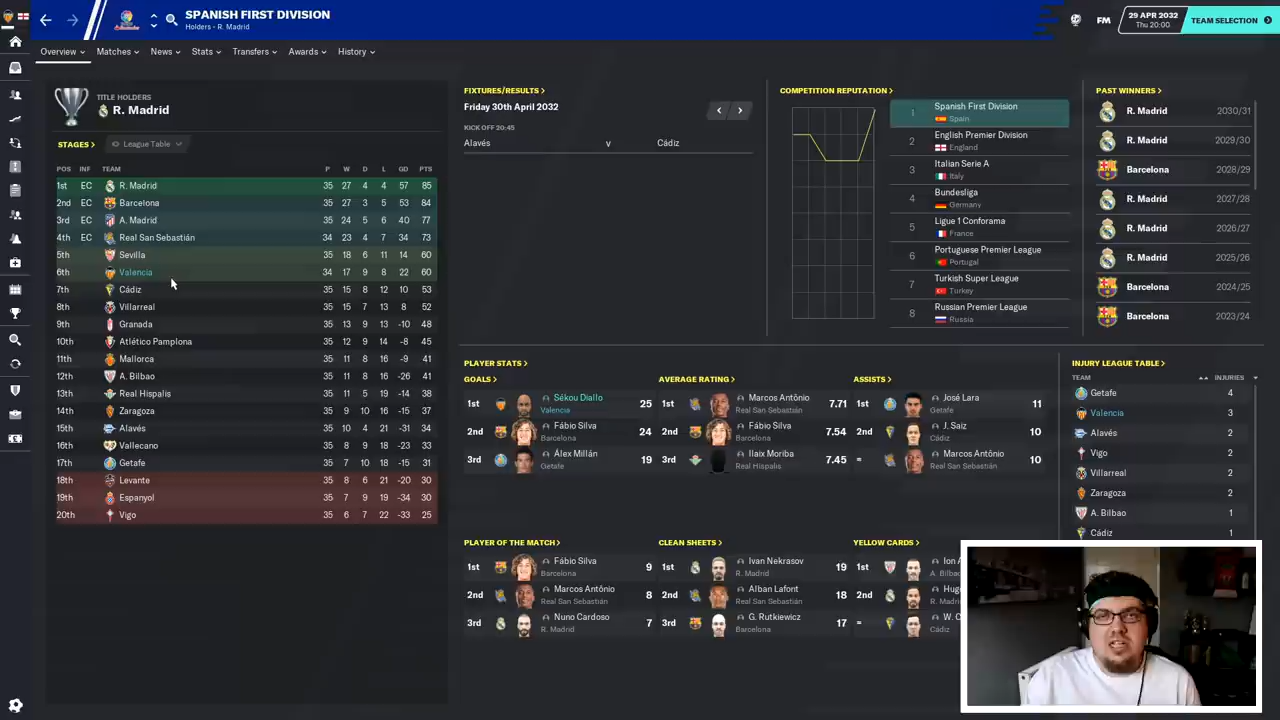 SPANISH FIRST DIVISION
Holders - R. Madrid
FM
29 APR 2032
Thu 20:00
TEAM SELECTION
Overview
Matches
News
Stats
Transfers
Awards
History
TITLE HOLDERS
R. Madrid
STAGES >
League Table
POS INF TEAM P W D L GD PTS
1st EC R. Madrid 35 27 4 4 57 85
2nd EC Barcelona 35 27 3 5 53 84
3rd EC A. Madrid 35 24 5 6 40 77
4th EC Real San Sebastián 34 23 4 7 34 73
5th Sevilla 35 18 6 11 14 60
6th Valencia 34 17 9 8 22 60
7th Cádiz 35 15 8 12 10 53
8th Villarreal 35 15 7 13 1 52
9th Granada 35 13 9 13 -10 48
10th Atlético Pamplona 35 12 9 14 -8 45
11th Mallorca 35 11 8 16 -9 41
12th A. Bilbao 35 11 8 16 -26 41
13th Real Hispalis 35 11 5 19 -14 38
14th Zaragoza 35 9 10 16 -15 37
15th Alavés 35 10 4 21 -31 34
16th Vallecano 35 8 9 18 -23 33
17th Getafe 35 7 10 18 -15 31
18th Levante 35 8 6 21 -20 30
19th Espanyol 35 7 9 19 -34 30
20th Vigo 35 6 7 22 -33 25
FIXTURES/RESULTS >
Friday 30th April 2032
KICK OFF 20:45
Alavés v Cádiz
COMPETITION REPUTATION >
1 Spanish First Division
Spain
2 English Premier Division
England
3 Italian Serie A
Italy
4 Bundesliga
Germany
5 Ligue 1 Conforama
France
6 Portuguese Premier League
Portugal
7 Turkish Super League
Turkey
8 Russian Premier League
Russia
PAST WINNERS >
R. Madrid 2030/31
R. Madrid 2029/30
Barcelona 2028/29
R. Madrid 2027/28
R. Madrid 2026/27
R. Madrid 2025/26
Barcelona 2024/25
Barcelona 2023/24
PLAYER STATS >
GOALS >
1st Sékou Diallo 25
Valencia
2nd Fábio Silva 24
Barcelona
3rd Álex Millán 19
Getafe
AVERAGE RATING >
1st Marcos Antônio 7.71
Real San Sebastián
2nd Fábio Silva 7.54
Barcelona
3rd Ilaix Moriba 7.45
Real Hispalis
ASSISTS >
1st José Lara 11
Getafe
2nd J. Saiz 10
Cádiz
= Marcos Antônio 10
Real San Sebastián
INJURY LEAGUE TABLE >
TEAM INJURIES
Getafe 4
Valencia 3
Alavés 2
Vigo 2
Villarreal 2
Zaragoza 2
A. Bilbao 1
Cádiz 1
PLAYER OF THE MATCH >
1st Fábio Silva 9
Barcelona
2nd Marcos Antônio 8
Real San Sebastián
3rd Nuno Cardoso 7
R. Madrid
CLEAN SHEETS >
1st Ivan Nekrasov 19
R. Madrid
2nd Alban Lafont 18
Real San Sebastián
3rd G. Rutkiewicz 17
Barcelona
YELLOW CARDS >
1st Ion
A. Bilba
2nd Hug
R. Madri
= W. C
Cádiz